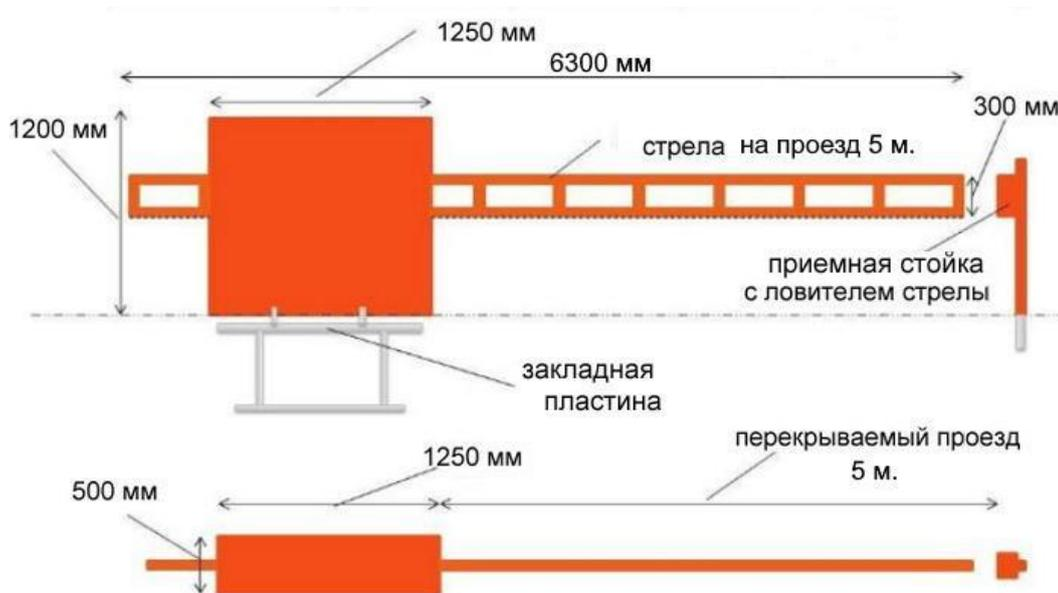 1250 мм
6300 мм
1200 мм
300 мм
стрела на проезд 5 м.
приемная стойка
с ловителем стрелы
закладная
пластина
перекрываемый проезд
5 м.
1250 мм
500 мм